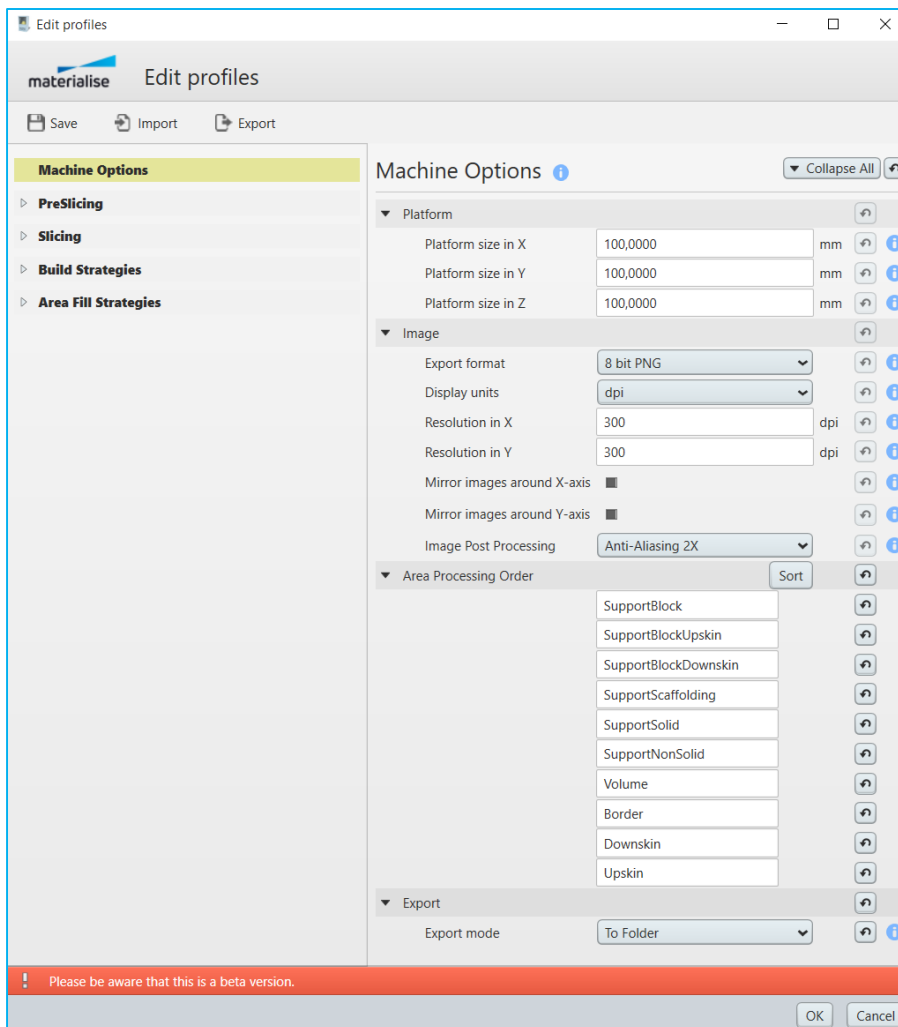 Edit profiles
materialise Edit profiles
Save Import Export
Machine Options
PreSlicing
Slicing
Build Strategies
Area Fill Strategies
Machine Options Collapse All
Platform
Platform size in X 100,0000 mm
Platform size in Y 100,0000 mm
Platform size in Z 100,0000 mm
Image
Export format 8 bit PNG
Display units dpi
Resolution in X 300 dpi
Resolution in Y 300 dpi
Mirror images around X-axis
Mirror images around Y-axis
Image Post Processing Anti-Aliasing 2X
Area Processing Order Sort
SupportBlock
SupportBlockUpskin
SupportBlockDownskin
SupportScaffolding
SupportSolid
SupportNonSolid
Volume
Border
Downskin
Upskin
Export
Export mode To Folder
Please be aware that this is a beta version.
OK Cancel